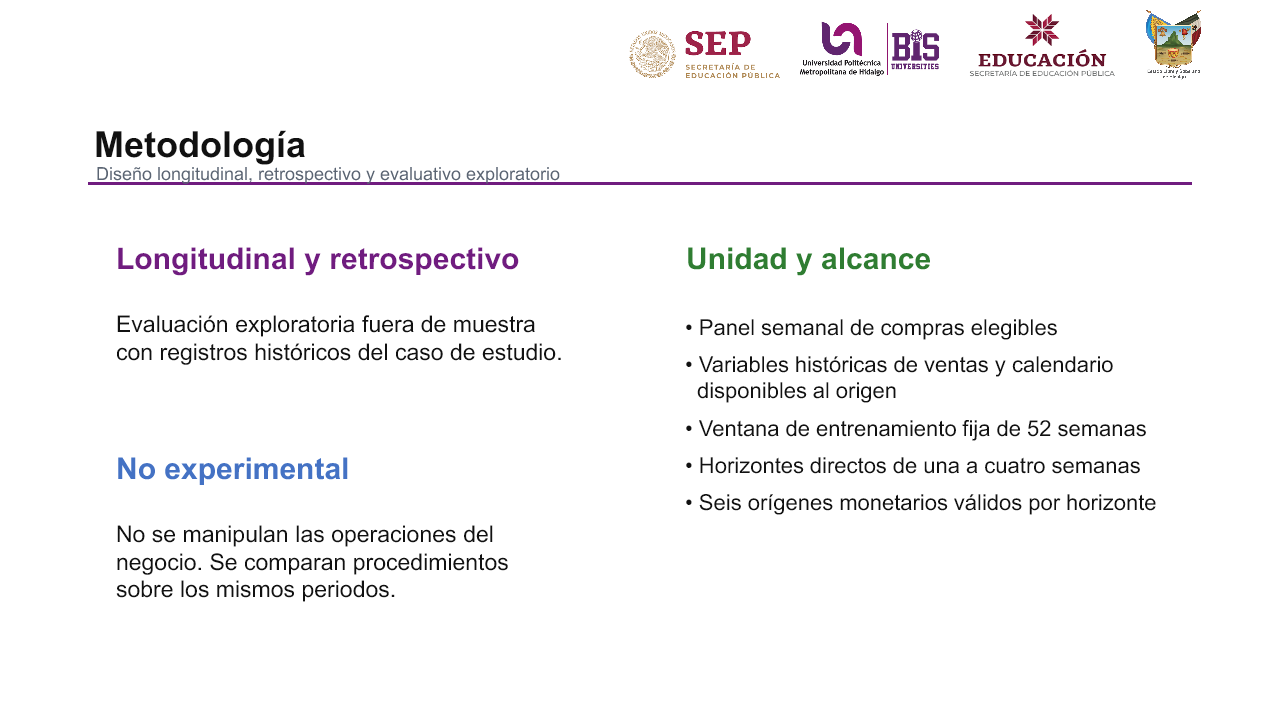 SEP
SECRETARÍA DE
EDUCACIÓN PÚBLICA
Universidad Politécnica
Metropolitana de Hidalgo
BIS
UNIVERSITIES
EDUCACIÓN
SECRETARÍA DE EDUCACIÓN PÚBLICA
Metodología
Diseño longitudinal, retrospectivo y evaluativo exploratorio
Longitudinal y retrospectivo
Evaluación exploratoria fuera de muestra
con registros históricos del caso de estudio.
No experimental
No se manipulan las operaciones del
negocio. Se comparan procedimientos
sobre los mismos periodos.
Unidad y alcance
• Panel semanal de compras elegibles
• Variables históricas de ventas y calendario
disponibles al origen
• Ventana de entrenamiento fija de 52 semanas
• Horizontes directos de una a cuatro semanas
• Seis orígenes monetarios válidos por horizonte